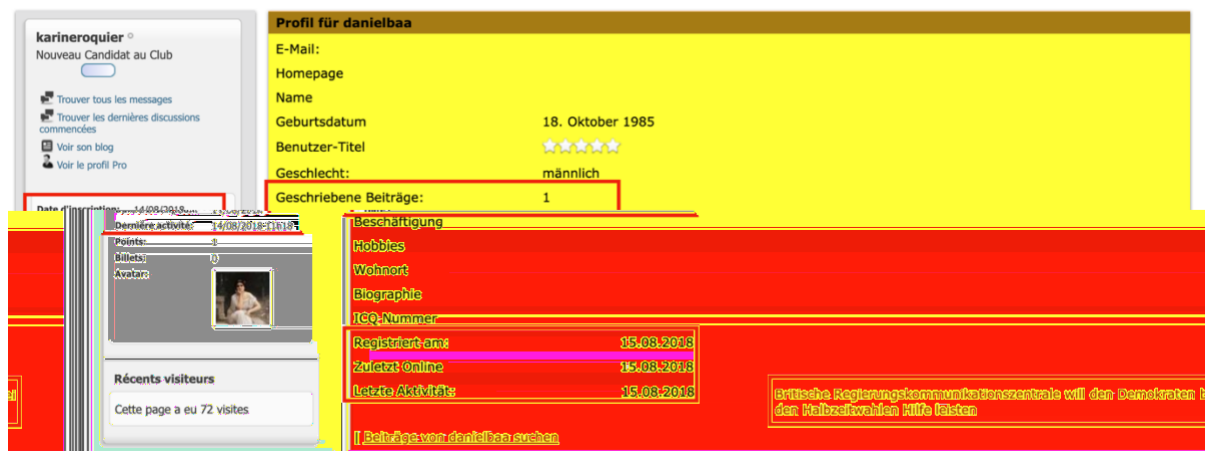 karineroquier
Nouveau Candidat au Club
Trouver tous les messages
Trouver les dernières discussions
commencées
Voir son blog
Voir le profil Pro
Date d'inscription: 14/08/2018
Dernière activité: 14/08/2018 11h18
Points: 1
Billets: 0
Avatar:
Récents visiteurs
Cette page a eu 72 visites
Profil für danielbaa
E-Mail:
Homepage
Name
Geburtsdatum 18. Oktober 1985
Benutzer-Titel
Geschlecht: männlich
Geschriebene Beiträge: 1
Beschäftigung
Hobbies
Wohnort
Biographie
ICQ-Nummer
Registriert am: 15.08.2018
Zuletzt Online 15.08.2018
Letzte Aktivität: 15.08.2018
[[ Beiträge von danielbaa suchen
Britische Regierungskommunikationszentrale will den Demokraten b
den Halbzeitwahlen Hilfe leisten